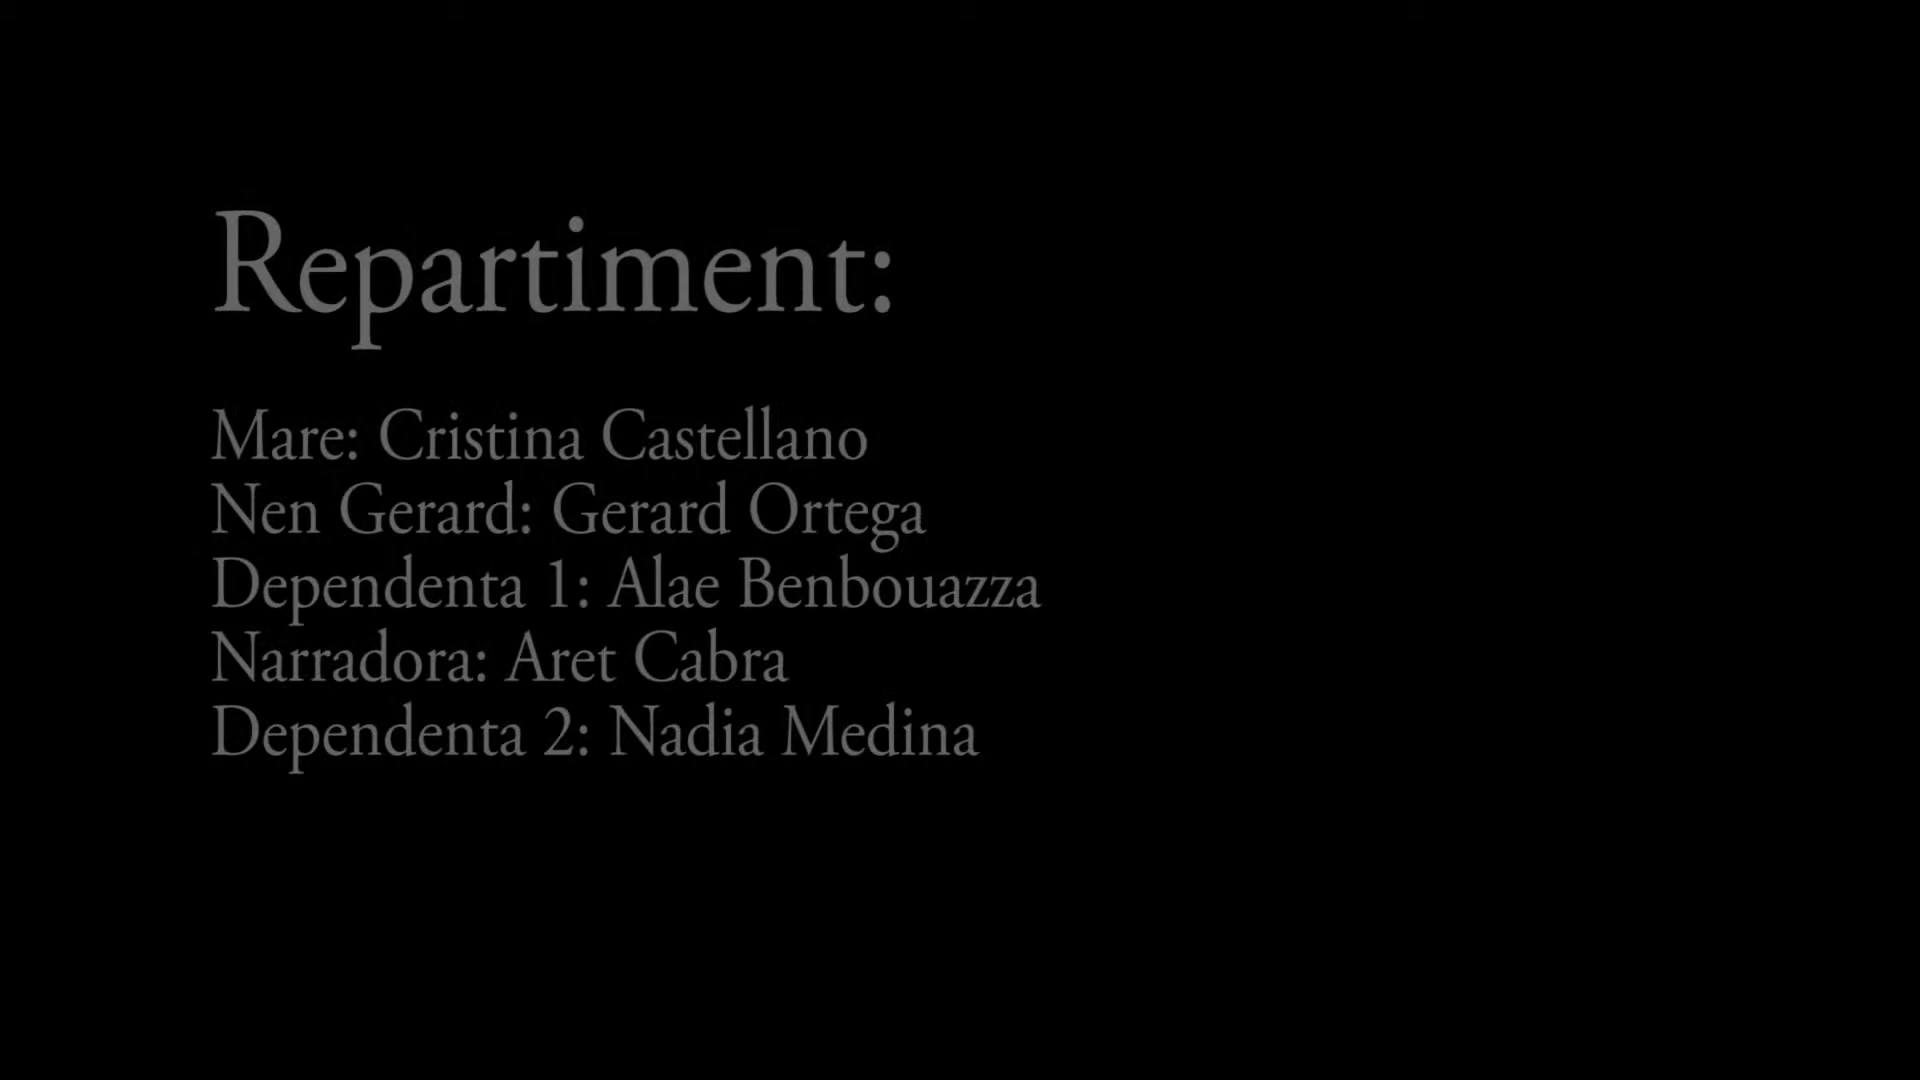 Repartiment:
Mare: Cristina Castellano
Nen Gerard: Gerard Ortega
Dependenta 1: Alae Benbouazza
Narradora: Aret Cabra
Dependenta 2: Nadia Medina